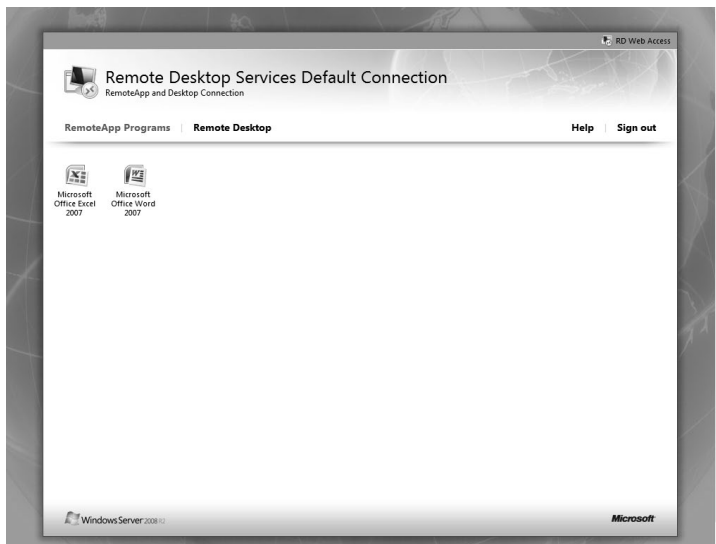 RD Web Access
Remote Desktop Services Default Connection
RemoteApp and Desktop Connection
RemoteApp Programs | Remote Desktop
Help | Sign out
Microsoft
Office Excel
2007
Microsoft
Office Word
2007
Windows Server 2008 R2
Microsoft